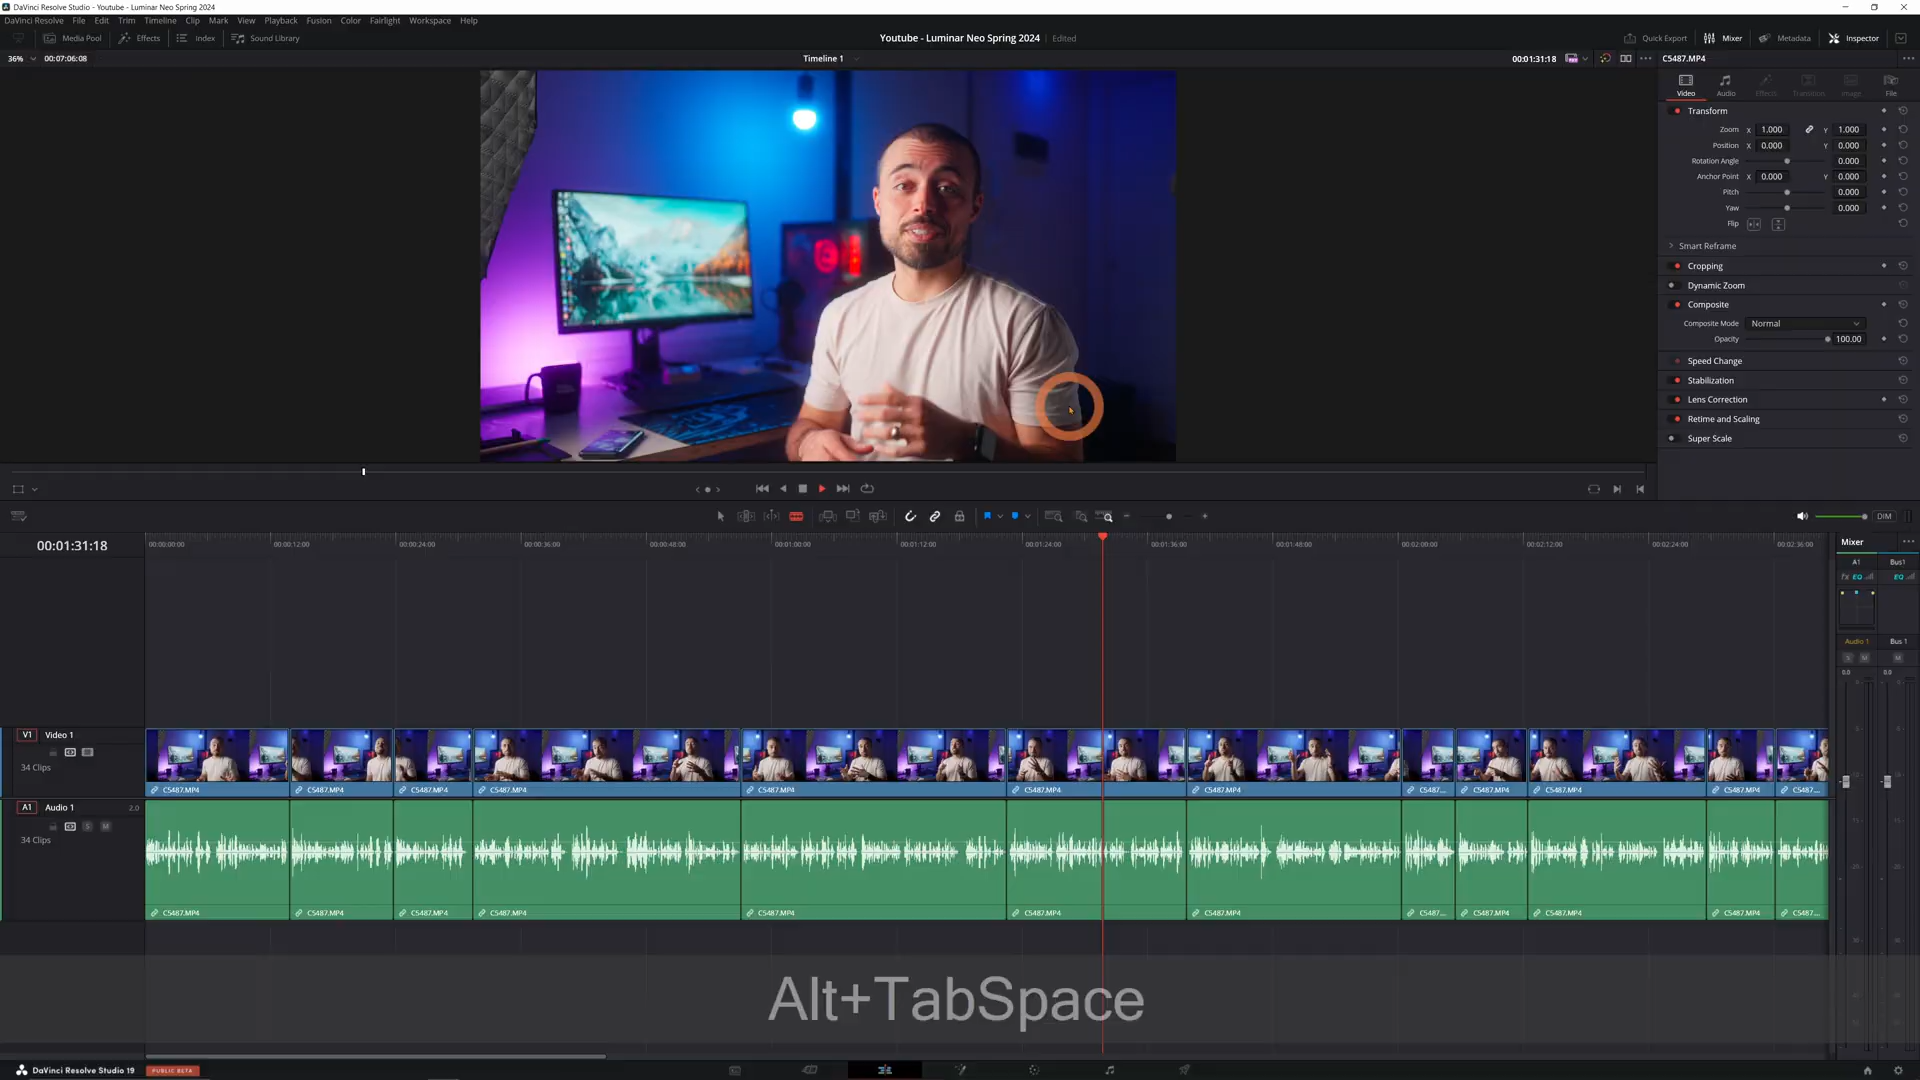 DaVinci Resolve Studio - Youtube - Luminar Neo Spring 2024
DaVinci Resolve File Edit Trim Timeline Clip Mark View Playback Fusion Color Fairlight Workspace Help
Media Pool Effects Index Sound Library Youtube - Luminar Neo Spring 2024 Edited Quick Export Mixer Metadata Inspector
36% 00:07:06:08 Timeline 1 00:01:31:18 C5487.MP4
Video Audio Effects Transition Image File
Transform
Zoom X 1.000 Y 1.000
Position X 0.000 Y 0.000
Rotation Angle 0.000
Anchor Point X 0.000 Y 0.000
Pitch 0.000
Yaw 0.000
Flip
Smart Reframe
Cropping
Dynamic Zoom
Composite
Composite Mode Normal
Opacity 100.00
Speed Change
Stabilization
Lens Correction
Retime and Scaling
Super Scale
DIM
00:01:31:18 00:00:00:00 00:00:12:00 00:00:24:00 00:00:36:00 00:00:48:00 00:01:00:00 00:01:12:00 00:01:24:00 00:01:36:00 00:01:48:00 00:02:00:00 00:02:12:00 00:02:24:00 00:02:36:00
Mixer
A1 Bus1
fx EQ EQ
Audio 1 Bus 1
S M M
0.0 0.0
V1 Video 1
34 Clips
C5487.MP4 C5487.MP4 C5487.MP4 C5487.MP4 C5487.MP4 C5487.MP4 C5487.MP4 C5487... C5487.MP4 C5487.MP4 C5487.MP4 C5487...
A1 Audio 1 2.0
S M
34 Clips
C5487.MP4 C5487.MP4 C5487.MP4 C5487.MP4 C5487.MP4 C5487.MP4 C5487.MP4 C5487... C5487.MP4 C5487.MP4 C5487.MP4 C5487...
Alt+TabSpace
DaVinci Resolve Studio 19 PUBLIC BETA